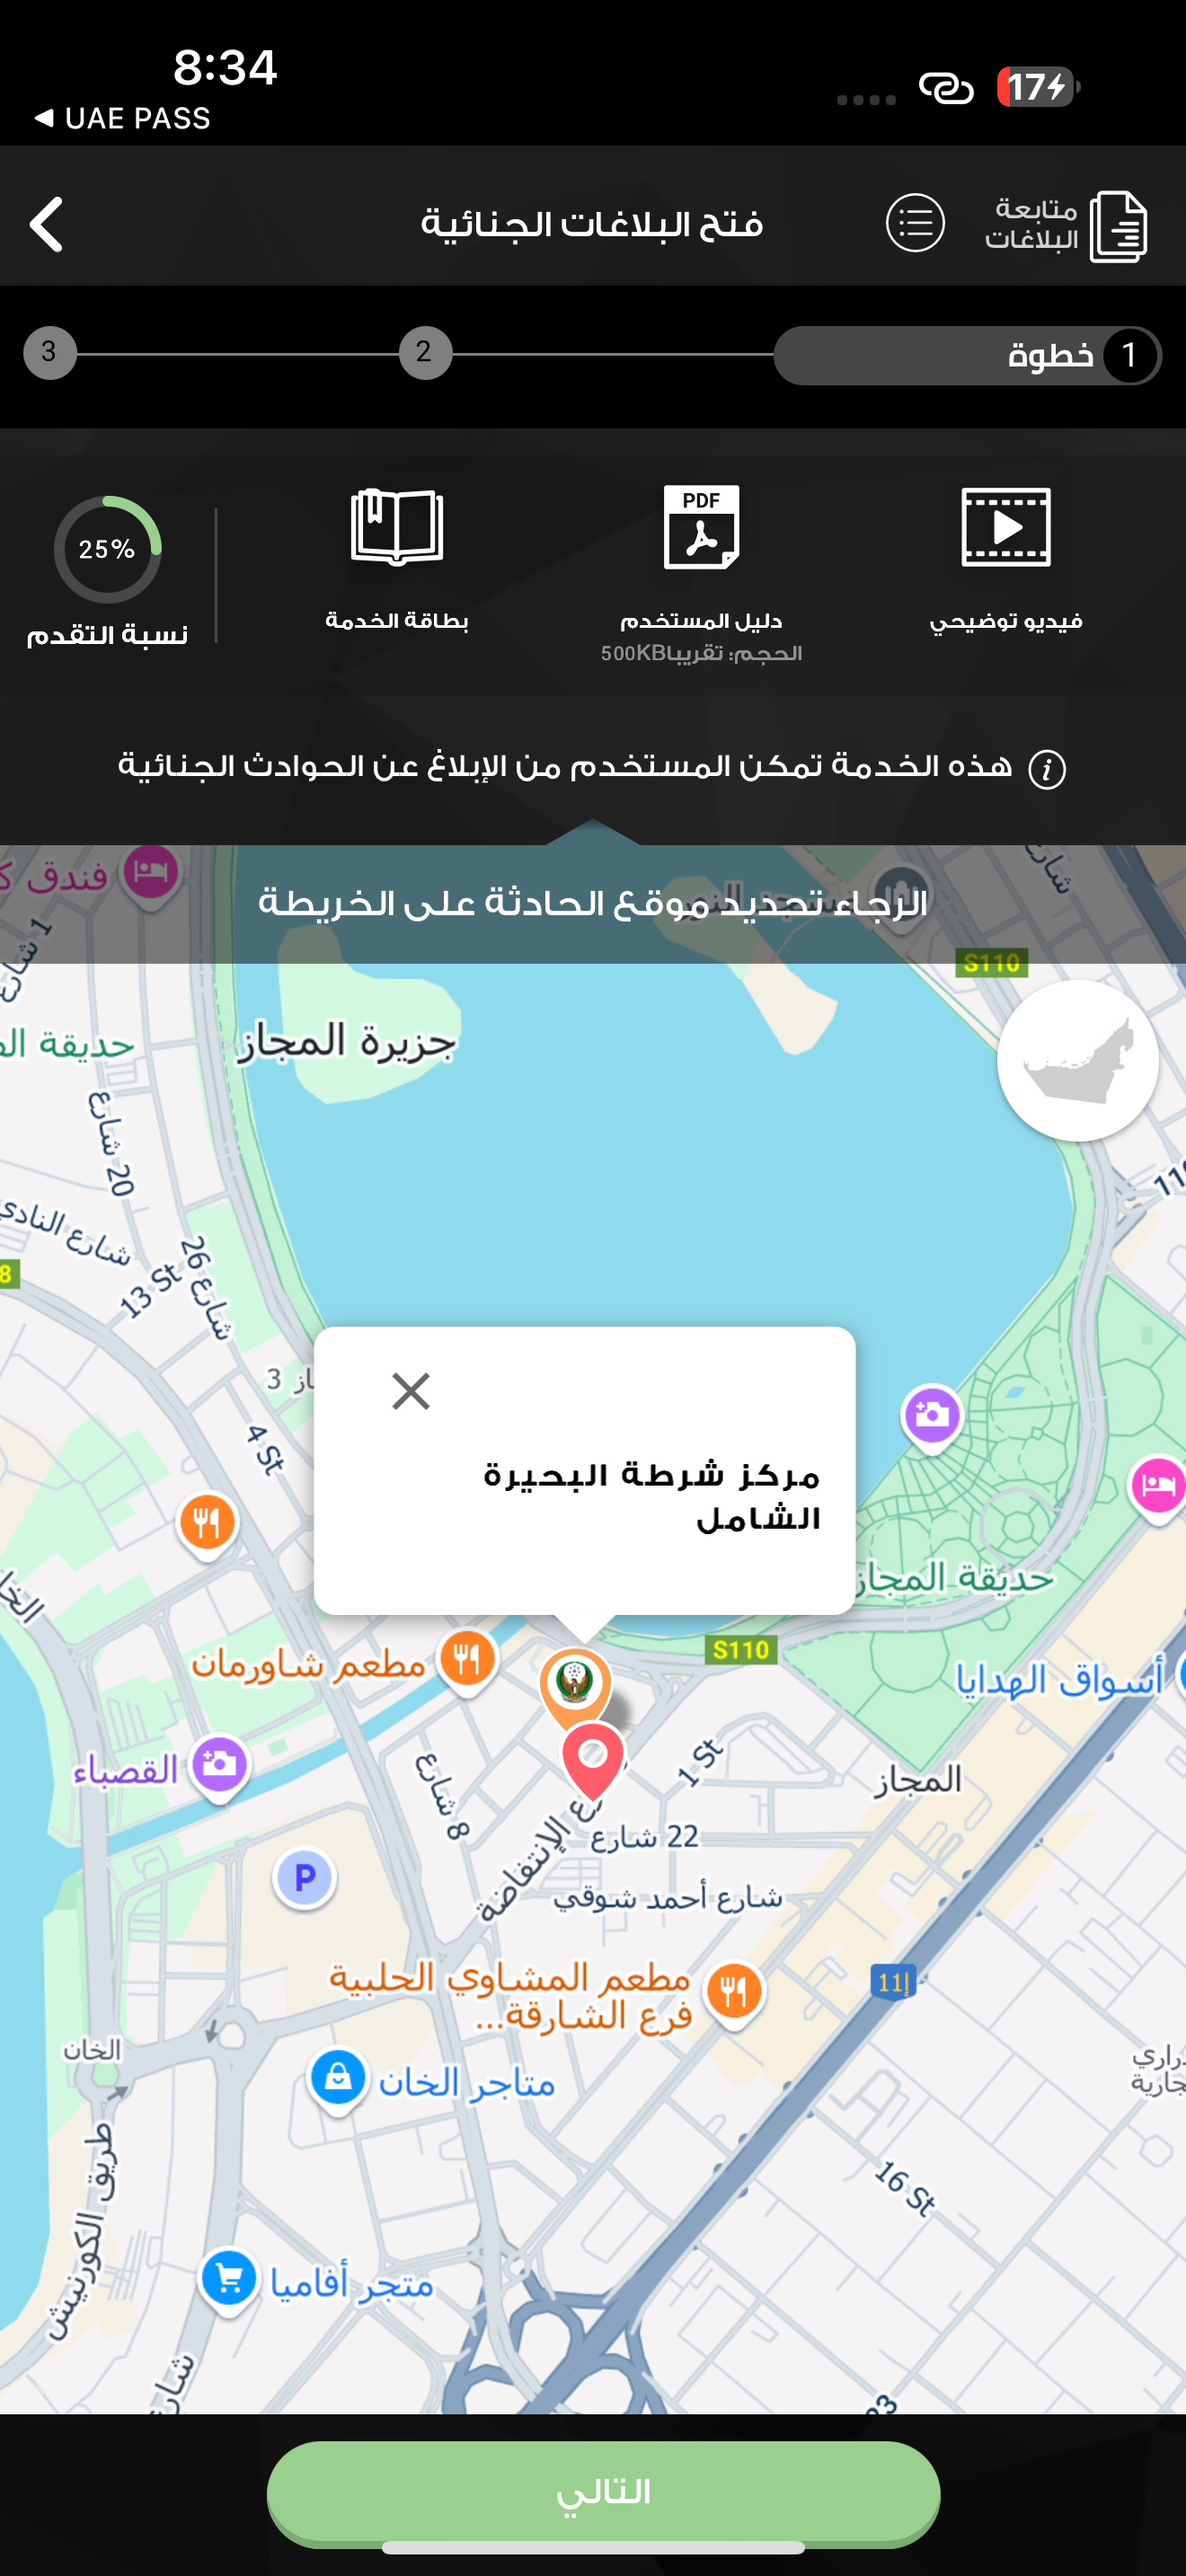 8:34
17
◀ UAE PASS
متابعة
البلاغات
فتح البلاغات الجنائية
1 خطوة
2
3
فيديو توضيحي
PDF
دليل المستخدم
الحجم: تقريبا500KB
بطاقة الخدمة
25%
نسبة التقدم
هذه الخدمة تمكن المستخدم من الإبلاغ عن الحوادث الجنائية
الرجاء تحديد موقع الحادثة على الخريطة
فندق
شارع
شارع 1
S110
جزيرة المجاز
حديقة
شارع 20
شارع النادي
شارع 26
13 St
4 St
مركز شرطة البحيرة
الشامل
حديقة المجاز
S110
مطعم شاورمان
أسواق الهدايا
القصباء
شارع 8
1 St
المجاز
P
شارع 22
الإنتفاضة
شارع أحمد شوقي
مطعم المشاوي الحلبية
فرع الشارقة...
إ11
الخان
متاجر الخان
طريق الكورنيش
16 St
متجر أفاميا
التالي